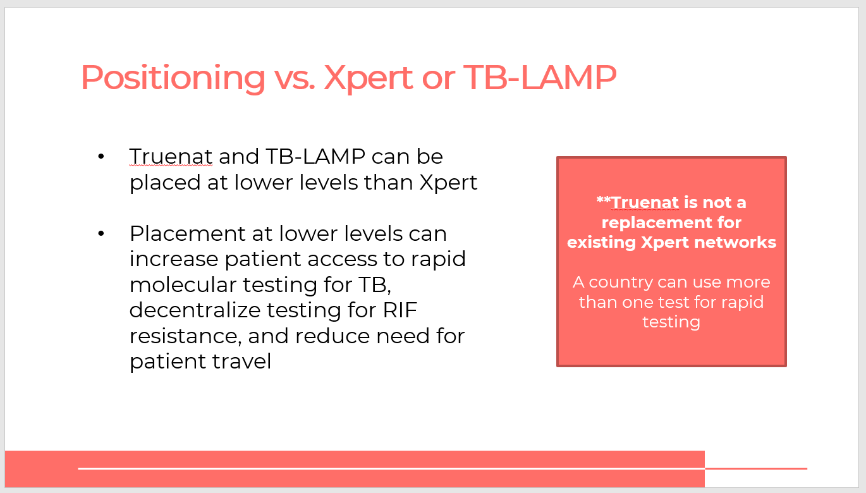 Positioning vs. Xpert or TB-LAMP
• Truenat and TB-LAMP can be
placed at lower levels than Xpert
• Placement at lower levels can
increase patient access to rapid
molecular testing for TB,
decentralize testing for RIF
resistance, and reduce need for
patient travel
**Truenat is not a
replacement for
existing Xpert networks
A country can use more
than one test for rapid
testing